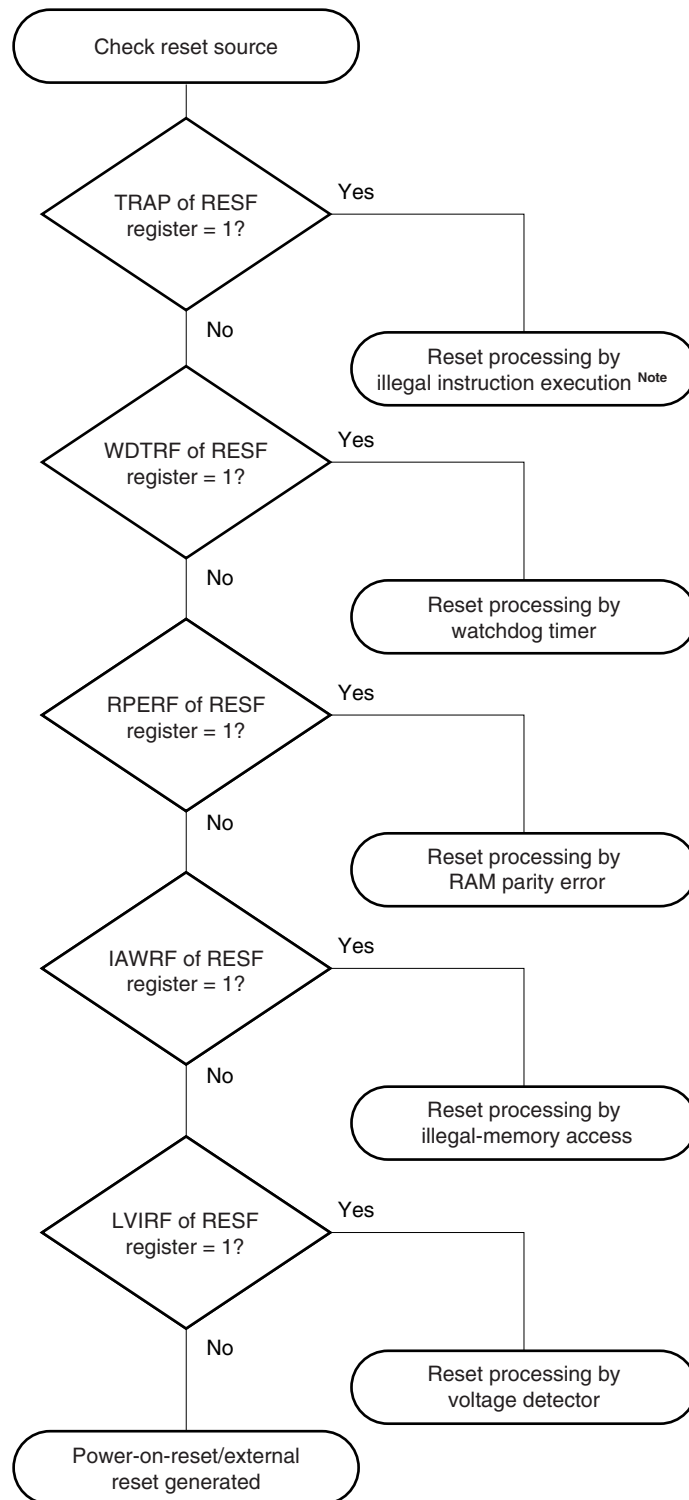 Check reset source
TRAP of RESF
register = 1?
Yes
No
Reset processing by
illegal instruction execution Note
WDTRF of RESF
register = 1?
Yes
No
Reset processing by
watchdog timer
RPERF of RESF
register = 1?
Yes
No
Reset processing by
RAM parity error
IAWRF of RESF
register = 1?
Yes
No
Reset processing by
illegal-memory access
LVIRF of RESF
register = 1?
Yes
No
Reset processing by
voltage detector
Power-on-reset/external
reset generated